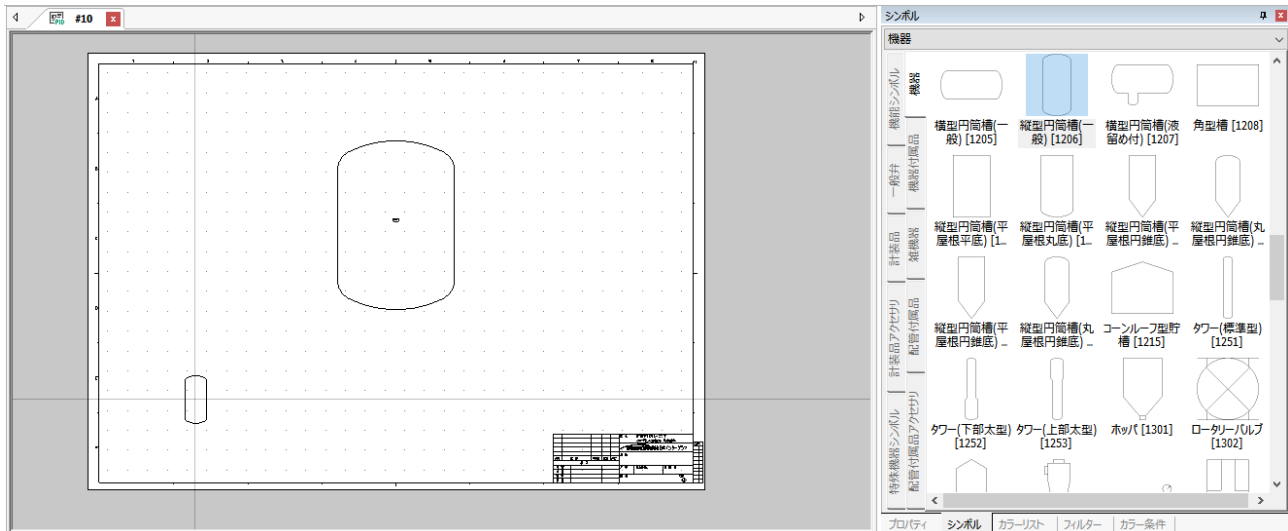 #10
シンボル
機器
機能シンボル
一般弁
計装品
計装品アクセサリ
特殊機器シンボル
機器
機器付属品
雑機器
配管付属品
配管付属品アクセサリ
横型円筒槽(一
般) [1205]
縦型円筒槽(一
般) [1206]
横型円筒槽(液
留め付) [1207]
角型槽 [1208]
縦型円筒槽(平
屋根平底) [1...
縦型円筒槽(平
屋根丸底) [1...
縦型円筒槽(平
屋根円錐底) ...
縦型円筒槽(丸
屋根円錐底) ...
縦型円筒槽(平
屋根円錐底) ...
縦型円筒槽(丸
屋根円錐底) ...
コーンルーフ型貯
槽 [1215]
タワー(標準型)
[1251]
タワー(下部太型)
[1252]
タワー(上部太型)
[1253]
ホッパ [1301]
ロータリーバルブ
[1302]
プロパティ
シンボル
カラーリスト
フィルター
カラー条件